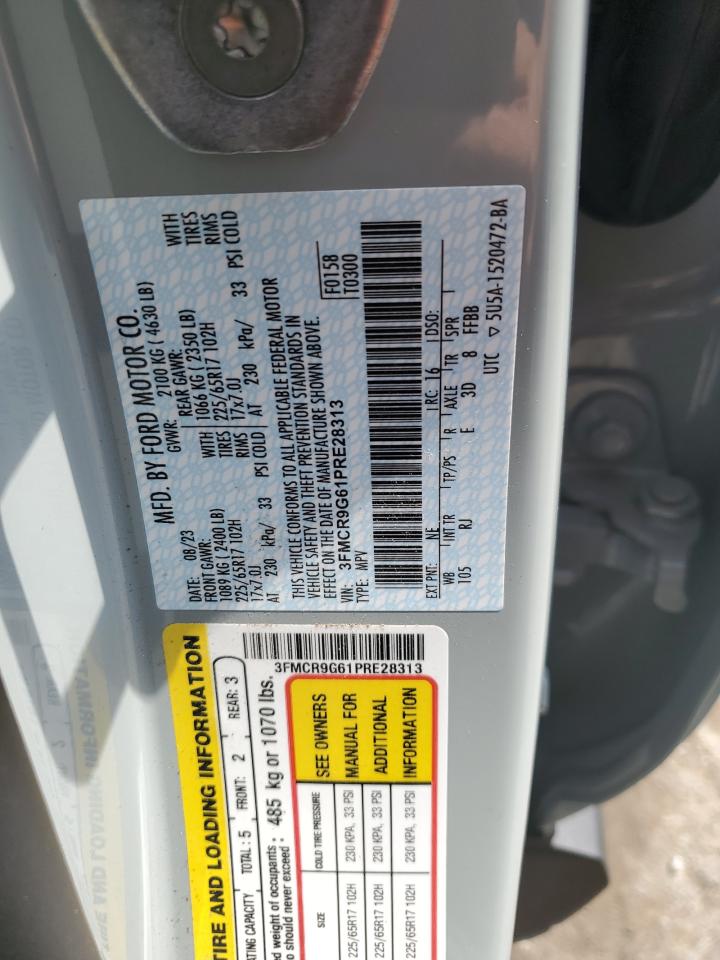 MFD. BY FORD MOTOR CO.
DATE: 08/23 GVWR: 2100 KG ( 4630 LB)
FRONT GAWR: REAR GAWR:
1089 KG ( 2400 LB) WITH 1066 KG ( 2350 LB) WITH
225/65R17 102H TIRES 225/65R17 102H TIRES
17x7.0J RIMS 17x7.0J RIMS
AT 230 kPa/ 33 PSI COLD AT 230 kPa/ 33 PSI COLD
THIS VEHICLE CONFORMS TO ALL APPLICABLE FEDERAL MOTOR
VEHICLE SAFETY AND THEFT PREVENTION STANDARDS IN
EFFECT ON THE DATE OF MANUFACTURE SHOWN ABOVE.
VIN: 3FMCR9G61PRE28313 F0158
TYPE: MPV T0300
EXT PNT: NE RC: 16 DSO:
WB INT TR TP/PS R AXLE TR SPR
105 RJ E 3D 8 FFBB
UTC ▽ 5U5A-1520472-BA
TIRE AND LOADING INFORMATION
ATING CAPACITY TOTAL: 5 FRONT: 2 REAR: 3
3FMCR9G61PRE28313
d weight of occupants :
o should never exceed : 485 kg or 1070 lbs.
SIZE COLD TIRE PRESSURE SEE OWNERS
225/65R17 102H 230 KPA, 33 PSI MANUAL FOR
225/65R17 102H 230 KPA, 33 PSI ADDITIONAL
225/65R17 102H 230 KPA, 33 PSI INFORMATION